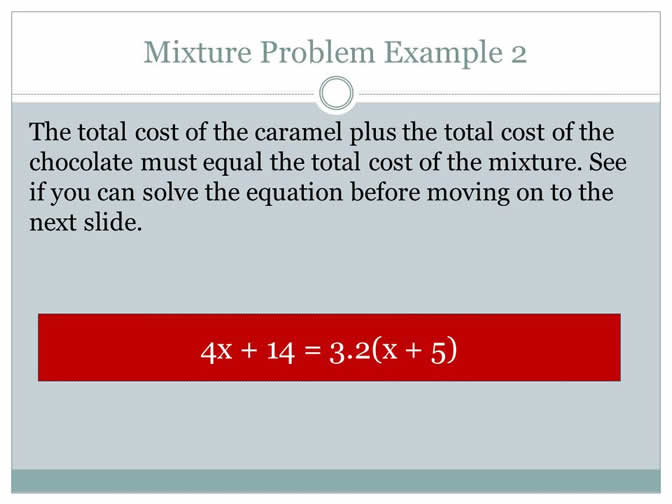 Mixture Problem Example 2
The total cost of the caramel plus the total cost of the
chocolate must equal the total cost of the mixture. See
if you can solve the equation before moving on to the
next slide.
4x + 14 = 3.2(x + 5)